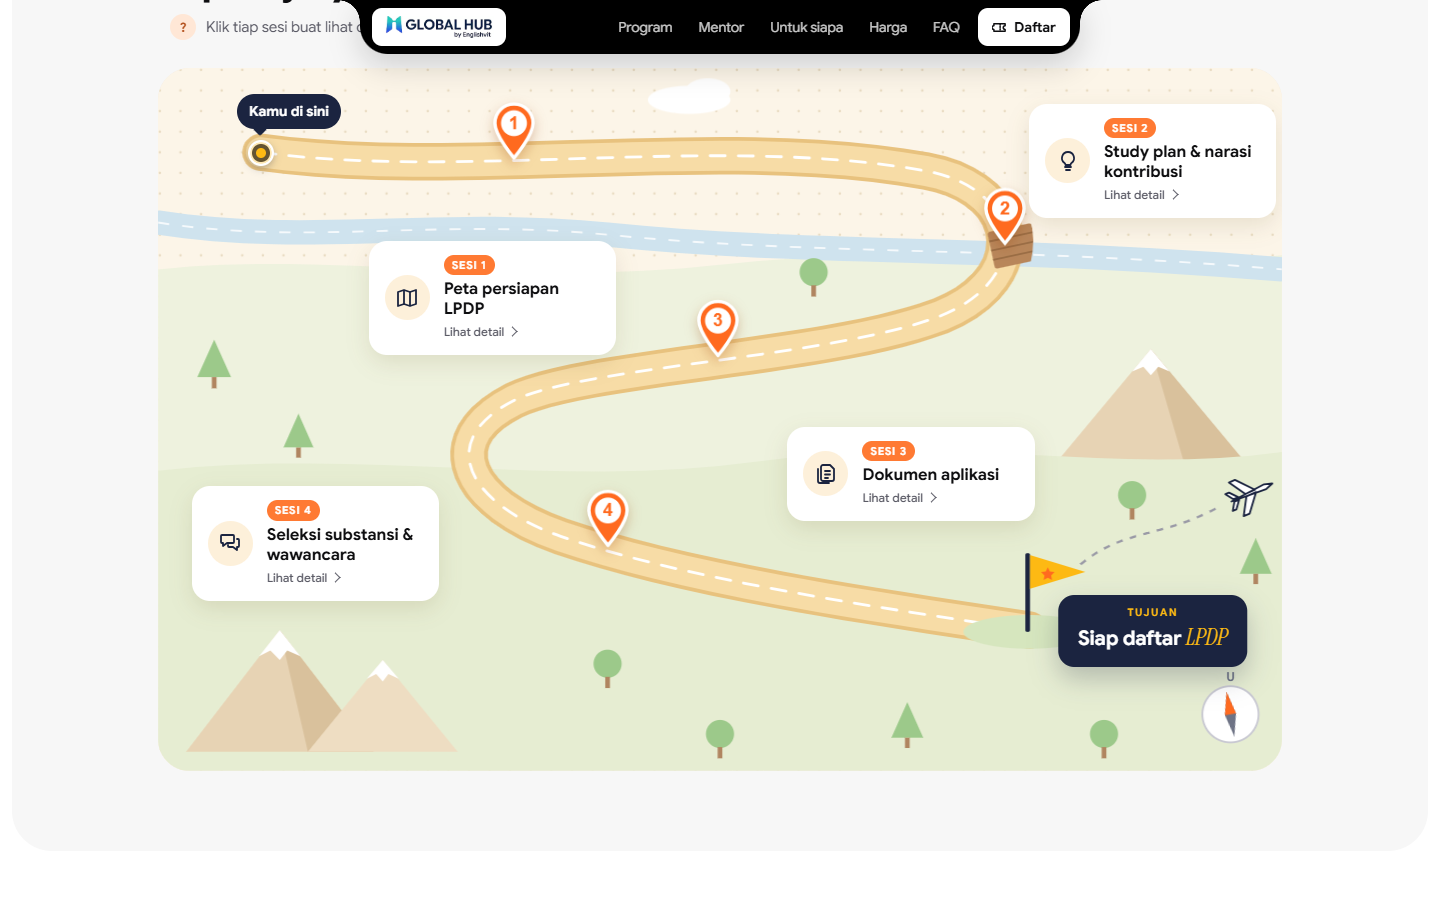 ? Klik tiap sesi buat lihat
GLOBAL HUB
by Englishvit
Program
Mentor
Untuk siapa
Harga
FAQ
Daftar
Kamu di sini
1
SESI 2
Study plan & narasi
kontribusi
Lihat detail
2
SESI 1
Peta persiapan
LPDP
Lihat detail
3
SESI 3
Dokumen aplikasi
Lihat detail
SESI 4
Seleksi substansi &
wawancara
Lihat detail
4
TUJUAN
Siap daftar LPDP
U